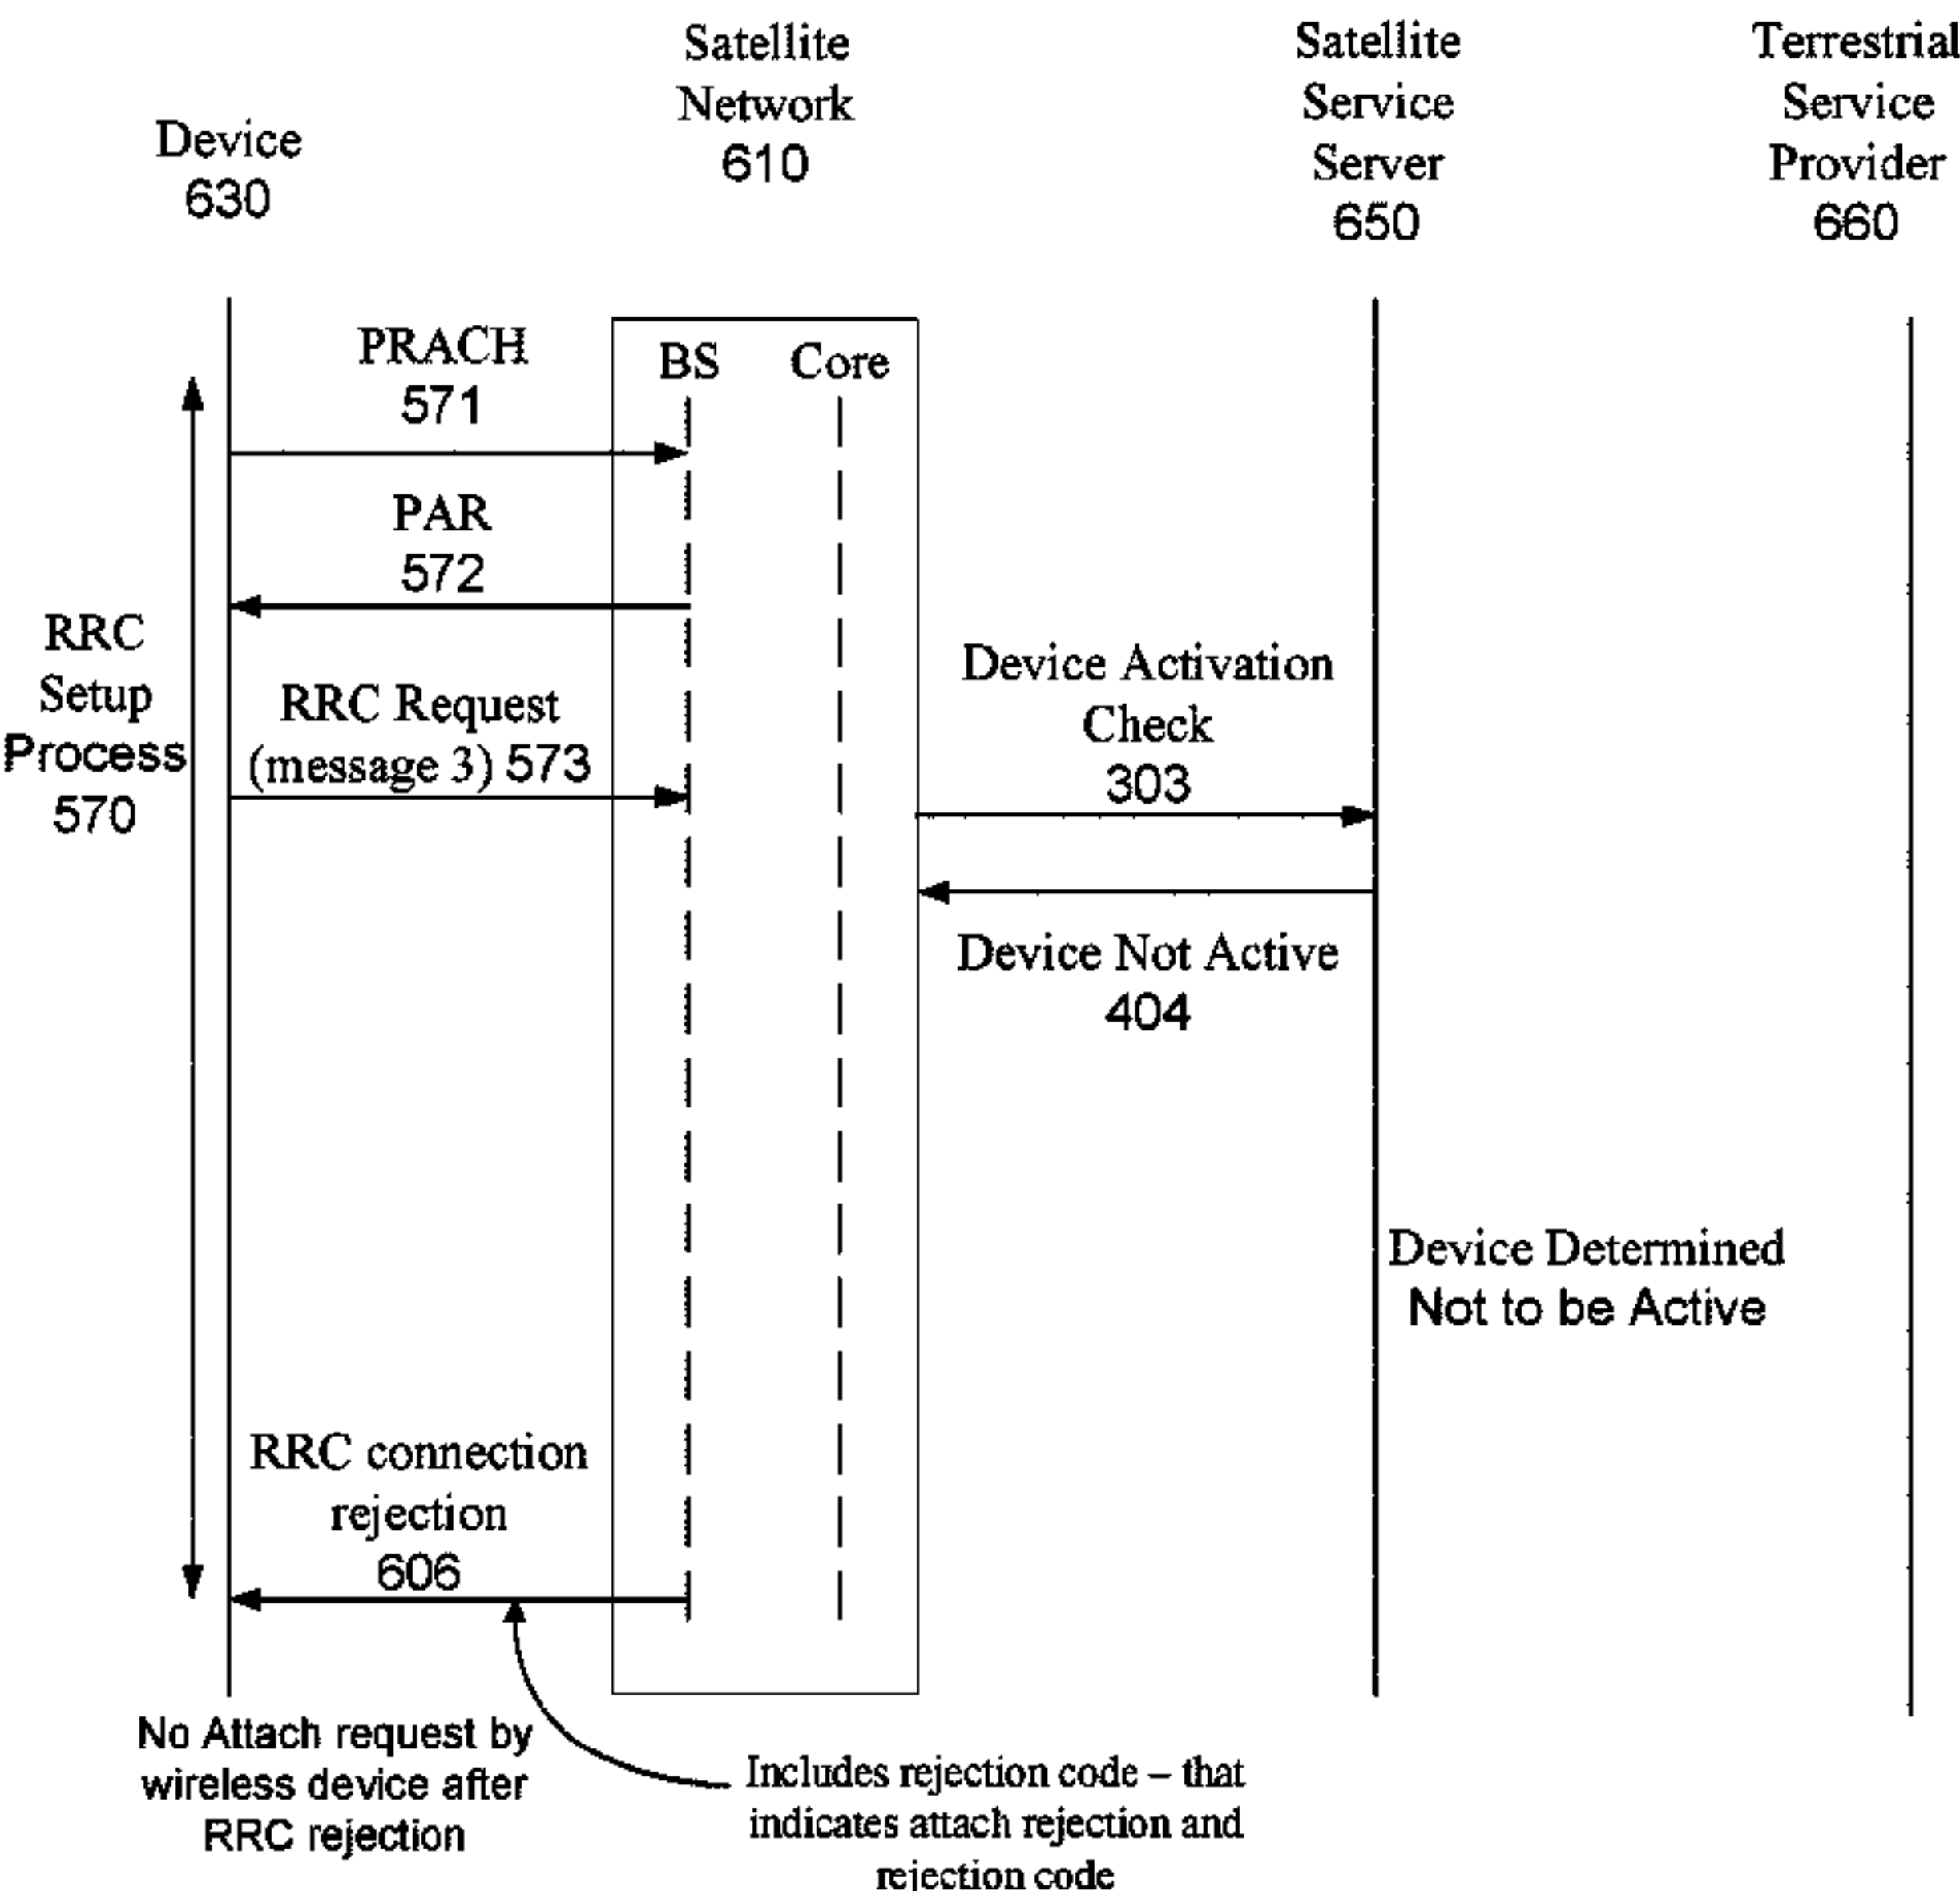 Device
630
Satellite
Network
610
Satellite
Service
Server
650
Terrestrial
Service
Provider
660
BS
Core
PRACH
571
PAR
572
RRC
Setup
Process
570
RRC Request
(message 3) 573
Device Activation
Check
303
Device Not Active
404
Device Determined
Not to be Active
RRC connection
rejection
606
No Attach request by
wireless device after
RRC rejection
Includes rejection code – that
indicates attach rejection and
rejection code